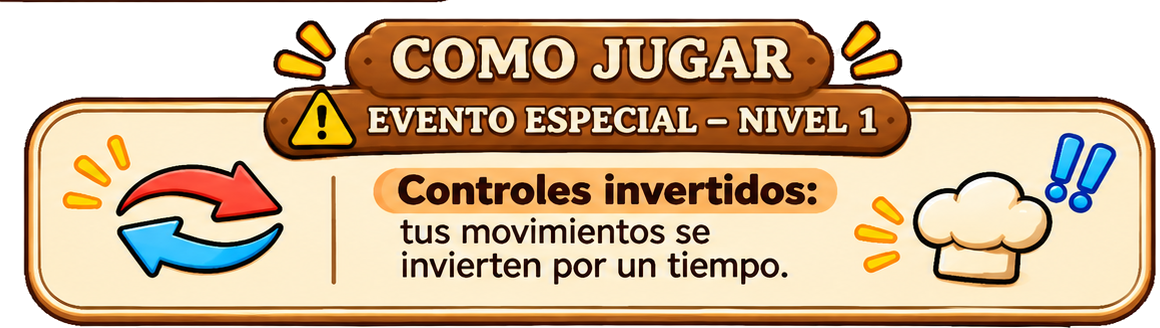 COMO JUGAR
EVENTO ESPECIAL – NIVEL 1
Controles invertidos:
tus movimientos se
invierten por un tiempo.